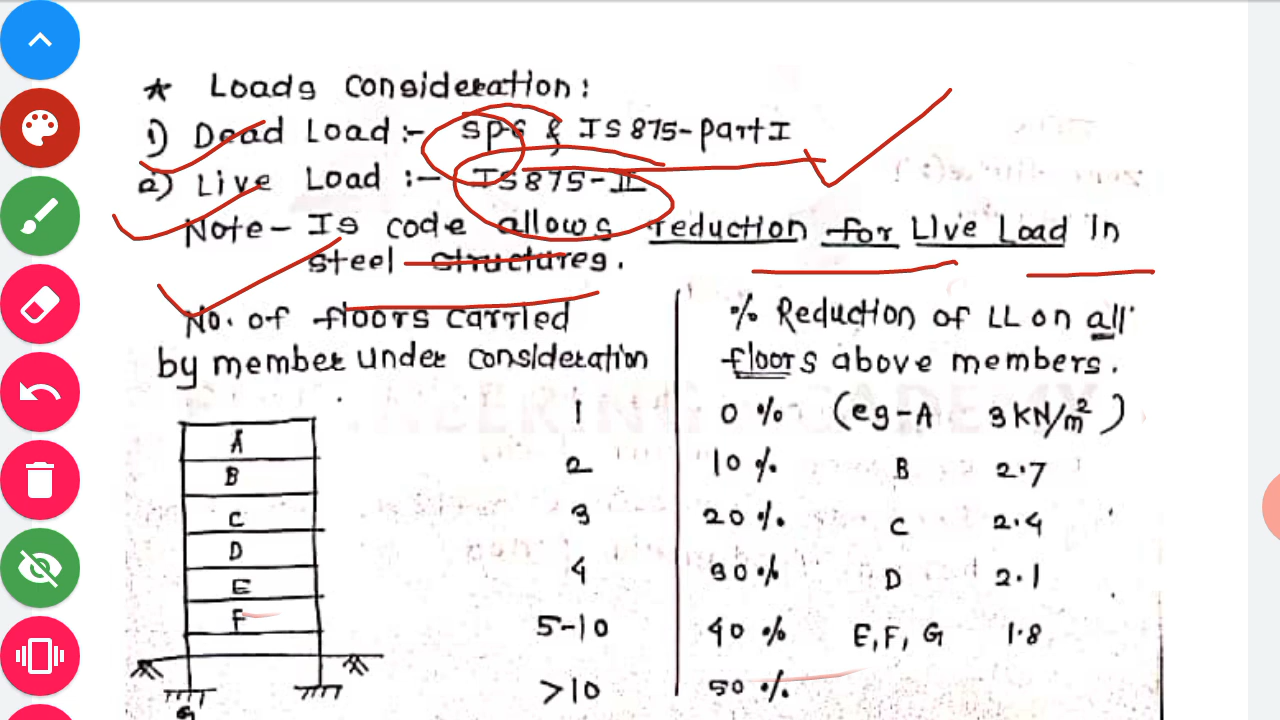 * Loads consideration:
1) Dead Load :- SP6 & IS 875-part I
2) Live Load :- IS 875-II
Note - Is code allows reduction for Live Load in
steel structures.
No. of floors carried
by member under consideration
% Reduction of LL on all
floors above members.
1 0 % (eg-A 3 KN/m² )
2 10 % B 2.7
3 20 % C 2.4
4 30 % D 2.1
5-10 40 % E, F, G 1.8
>10 50 %
A
B
C
D
E
F
G